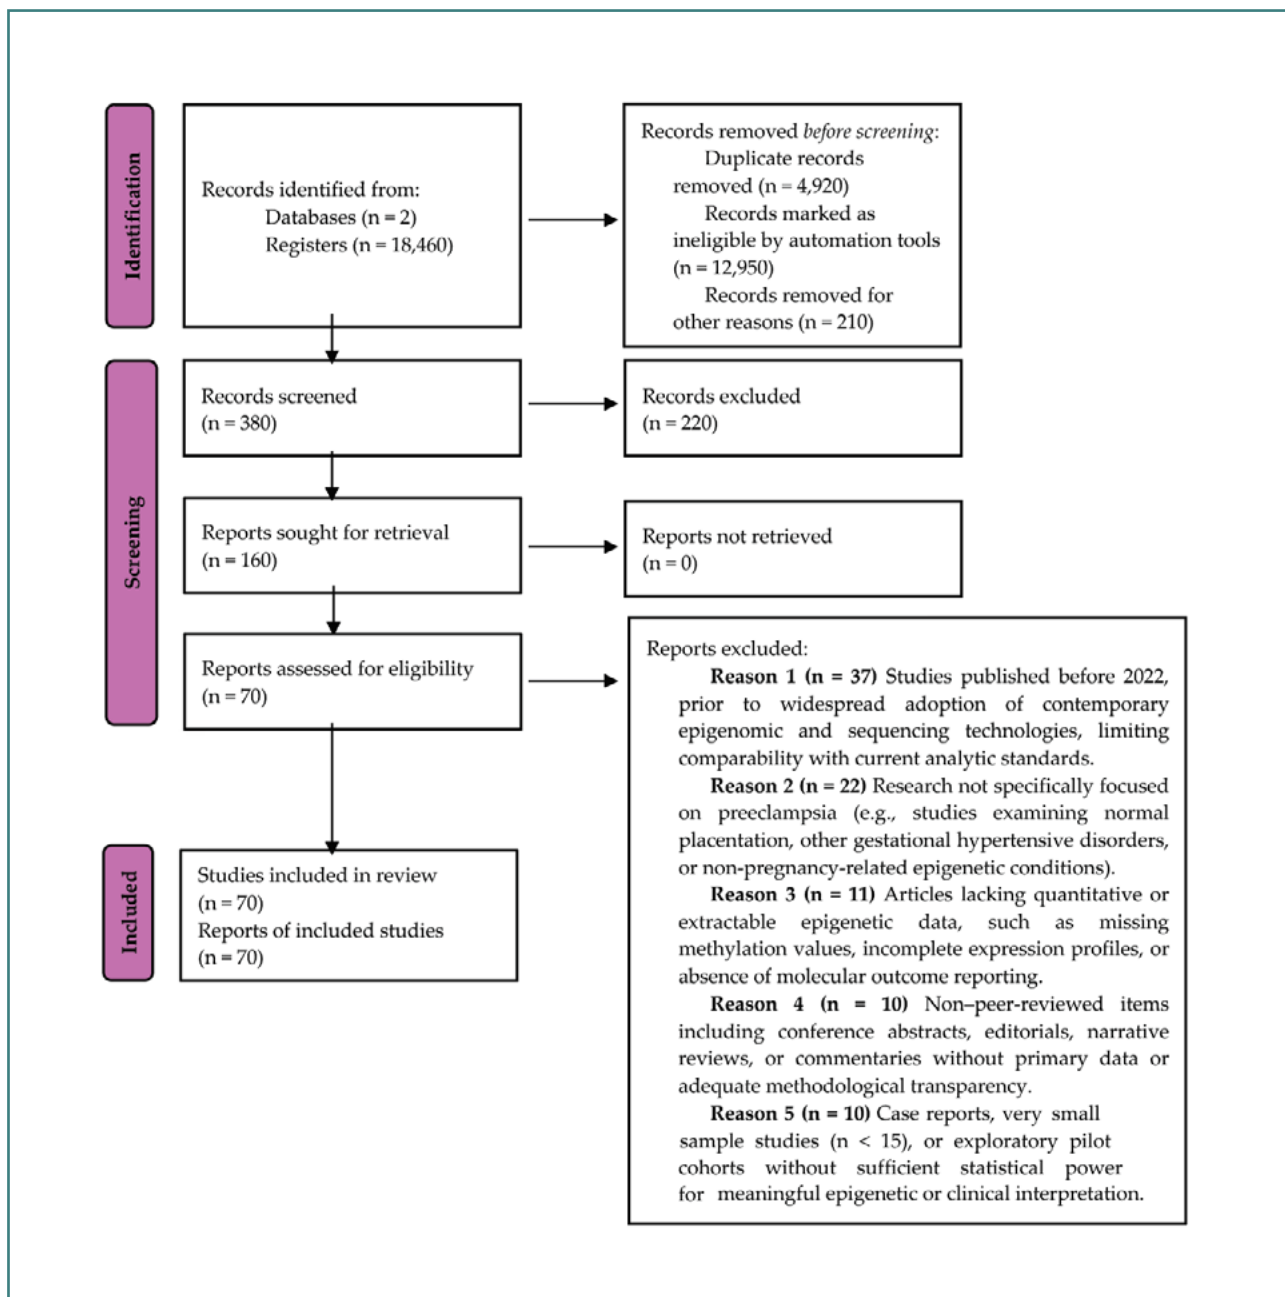 Identification
Records identified from:
Databases (n = 2)
Registers (n = 18,460)
Records removed before screening:
Duplicate records
removed (n = 4,920)
Records marked as
ineligible by automation tools
(n = 12,950)
Records removed for
other reasons (n = 210)
Screening
Records screened
(n = 380)
Records excluded
(n = 220)
Reports sought for retrieval
(n = 160)
Reports not retrieved
(n = 0)
Reports assessed for eligibility
(n = 70)
Reports excluded:
Reason 1 (n = 37) Studies published before 2022,
prior to widespread adoption of contemporary
epigenomic and sequencing technologies, limiting
comparability with current analytic standards.
Reason 2 (n = 22) Research not specifically focused
on preeclampsia (e.g., studies examining normal
placentation, other gestational hypertensive disorders,
or non-pregnancy-related epigenetic conditions).
Reason 3 (n = 11) Articles lacking quantitative or
extractable epigenetic data, such as missing
methylation values, incomplete expression profiles, or
absence of molecular outcome reporting.
Reason 4 (n = 10) Non–peer-reviewed items
including conference abstracts, editorials, narrative
reviews, or commentaries without primary data or
adequate methodological transparency.
Reason 5 (n = 10) Case reports, very small
sample studies (n < 15), or exploratory pilot
cohorts without sufficient statistical power
for meaningful epigenetic or clinical interpretation.
Included
Studies included in review
(n = 70)
Reports of included studies
(n = 70)